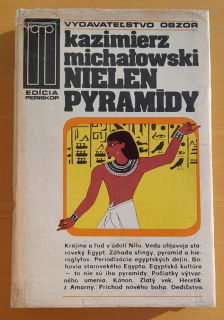 VYDAVATEĽSTVO OBZOR
kazimierz
michałowski
NIELEN
PYRAMÍDY
EDÍCIA
PERISKOP
Krajina a ľud v údolí Nílu. Veda objavuje sta-
roveký Egypt. Záhada sfingy, pyramíd a hie-
roglyfov. Periodizácia egyptských dejín. Bo-
hovia starovekého Egypta. Egyptská kultúra
— to nie sú iba pyramídy. Počiatky výtvar-
ného umenia. Kánon. Zlatý vek. Heretik
z Amarny. Príchod nového boha. Dedičstvo.